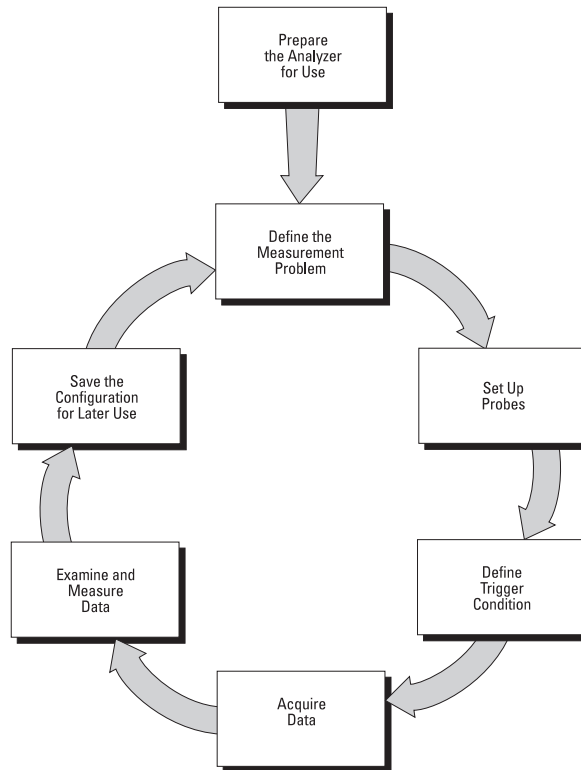 Prepare
the Analyzer
for Use
Define the
Measurement
Problem
Set Up
Probes
Define
Trigger
Condition
Acquire
Data
Examine and
Measure
Data
Save the
Configuration
for Later Use